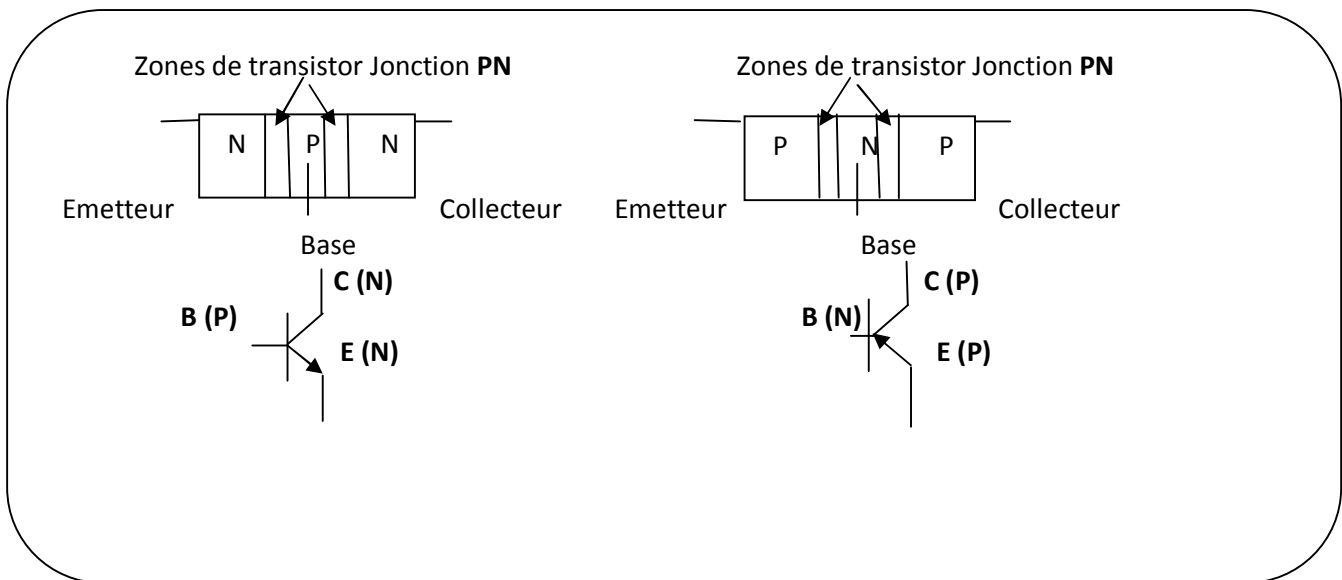 Zones de transistor Jonction PN
N P N
Emetteur Collecteur
Base
C (N)
B (P)
E (N)
Zones de transistor Jonction PN
P N P
Emetteur Collecteur
Base
C (P)
B (N)
E (P)